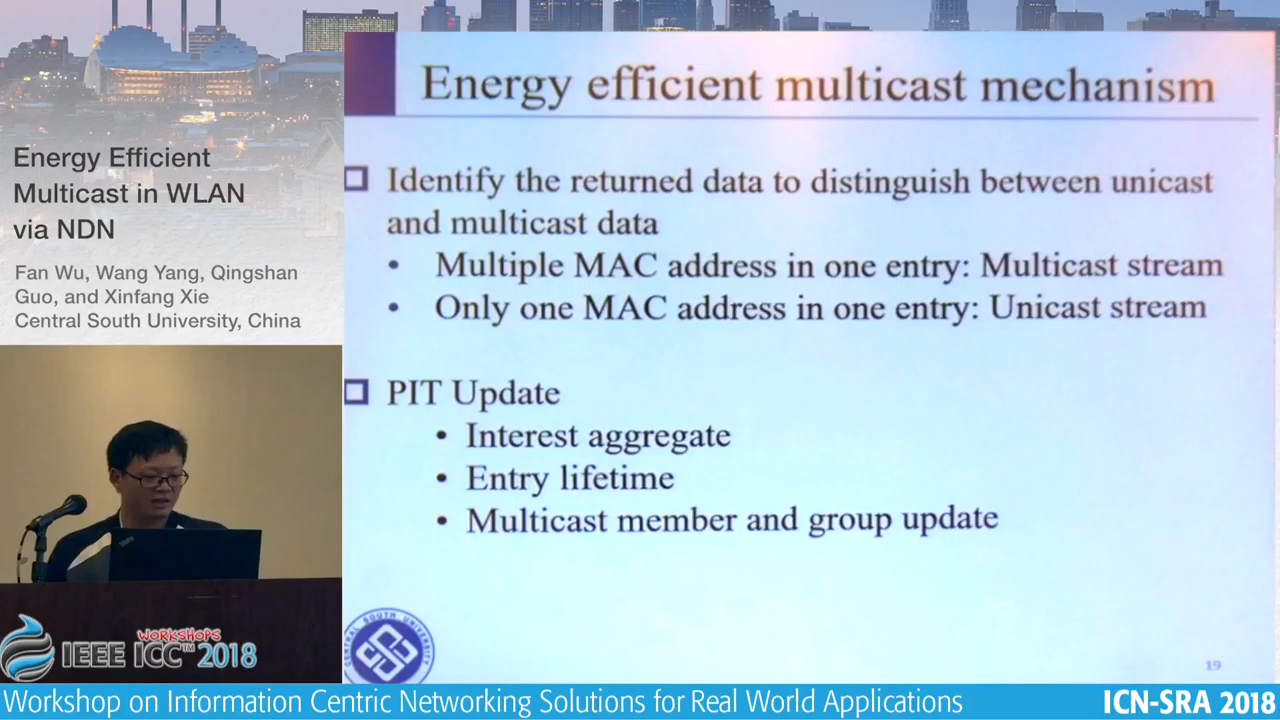 Energy Efficient
Multicast in WLAN
via NDN
Fan Wu, Wang Yang, Qingshan
Guo, and Xinfang Xie
Central South University, China
Energy efficient multicast mechanism
Identify the returned data to distinguish between unicast
and multicast data
• Multiple MAC address in one entry: Multicast stream
• Only one MAC address in one entry: Unicast stream
PIT Update
• Interest aggregate
• Entry lifetime
• Multicast member and group update
CENTRAL SOUTH UNIVERSITY
19
WORKSHOPS
IEEE ICC™ 2018
Workshop on Information Centric Networking Solutions for Real World Applications
ICN-SRA 2018